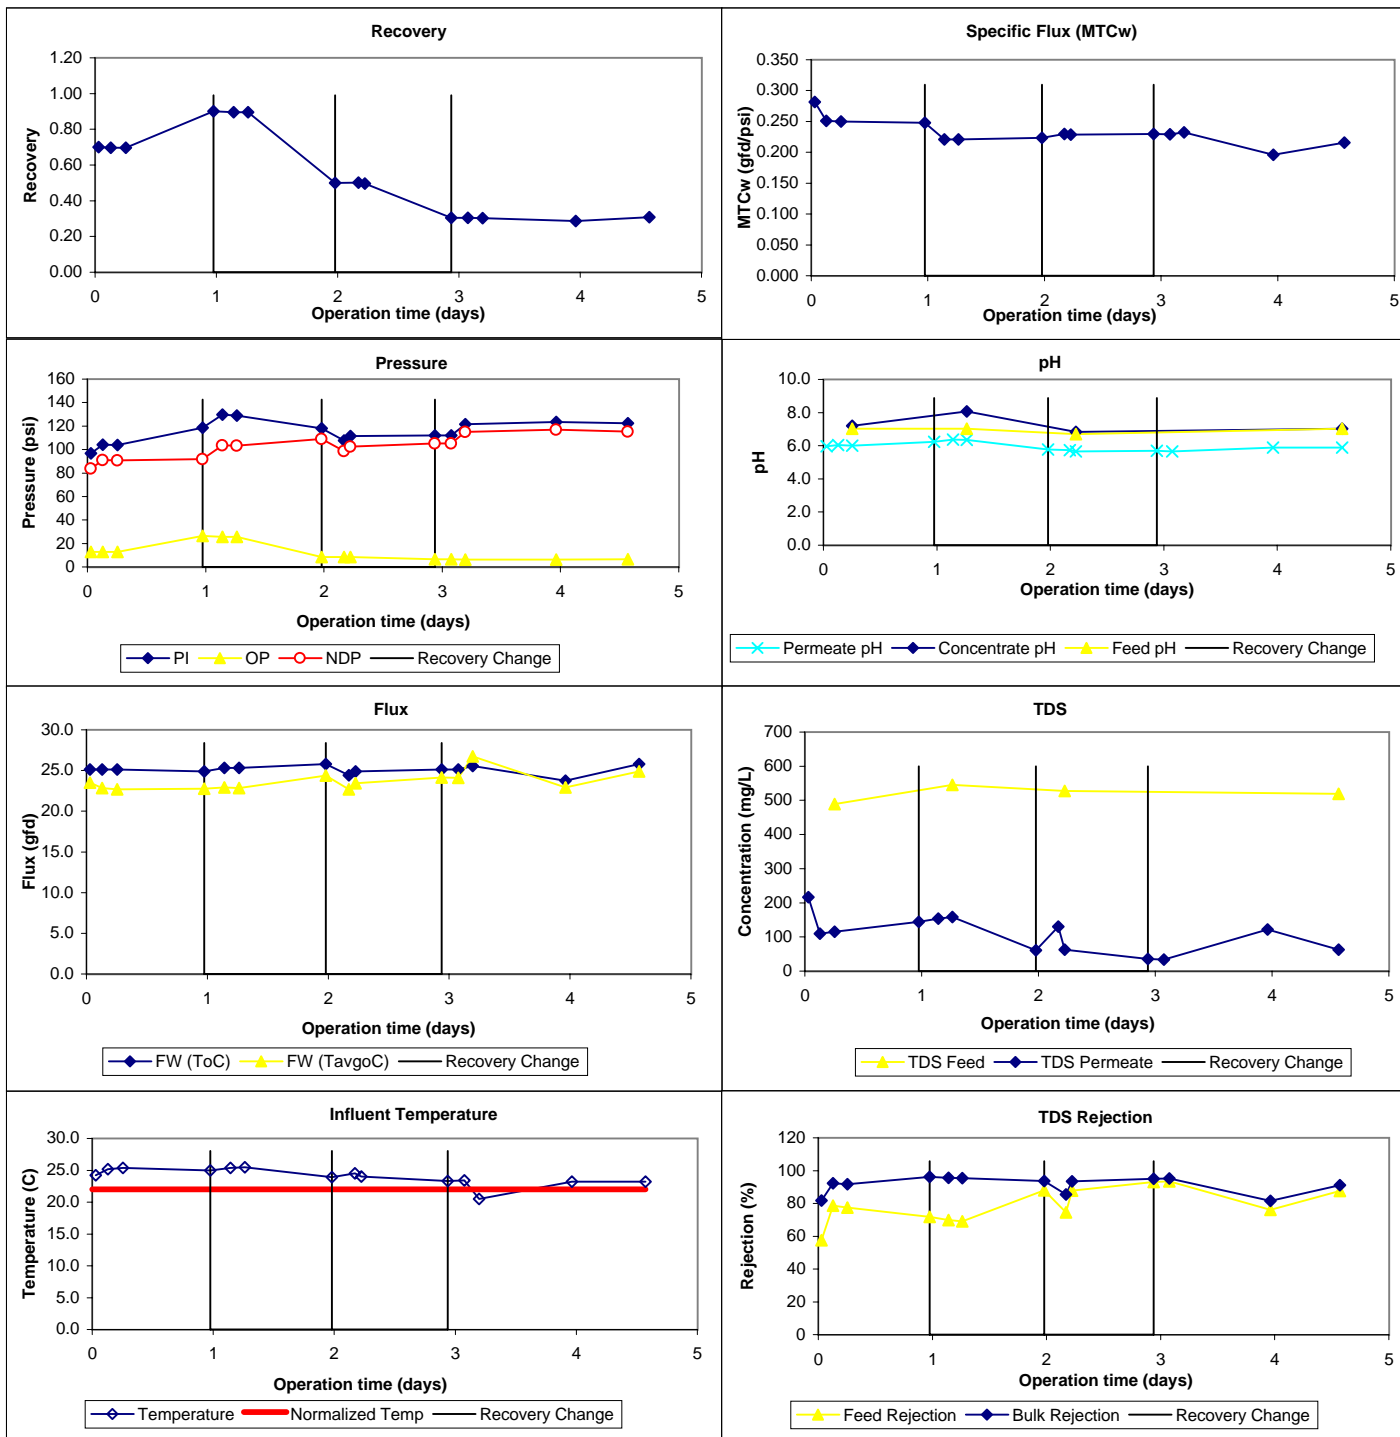 Recovery
1.20
1.00
0.80
0.60
0.40
0.20
0.00
Recovery
0 1 2 3 4 5
Operation time (days)
Specific Flux (MTCw)
0.350
0.300
0.250
0.200
0.150
0.100
0.050
0.000
MTCw (gfd/psi)
0 1 2 3 4 5
Operation time (days)
Pressure
160
140
120
100
80
60
40
20
0
Pressure (psi)
0 1 2 3 4 5
Operation time (days)
PI OP NDP Recovery Change
pH
10.0
8.0
6.0
4.0
2.0
0.0
pH
0 1 2 3 4 5
Operation time (days)
Permeate pH Concentrate pH Feed pH Recovery Change
Flux
30.0
25.0
20.0
15.0
10.0
5.0
0.0
Flux (gfd)
0 1 2 3 4 5
Operation time (days)
FW (ToC) FW (TavgoC) Recovery Change
TDS
700
600
500
400
300
200
100
0
Concentration (mg/L)
0 1 2 3 4 5
Operation time (days)
TDS Feed TDS Permeate Recovery Change
Influent Temperature
30.0
25.0
20.0
15.0
10.0
5.0
0.0
Temperature (C)
0 1 2 3 4 5
Operation time (days)
Temperature Normalized Temp Recovery Change
TDS Rejection
120
100
80
60
40
20
0
Rejection (%)
0 1 2 3 4 5
Operation time (days)
Feed Rejection Bulk Rejection Recovery Change